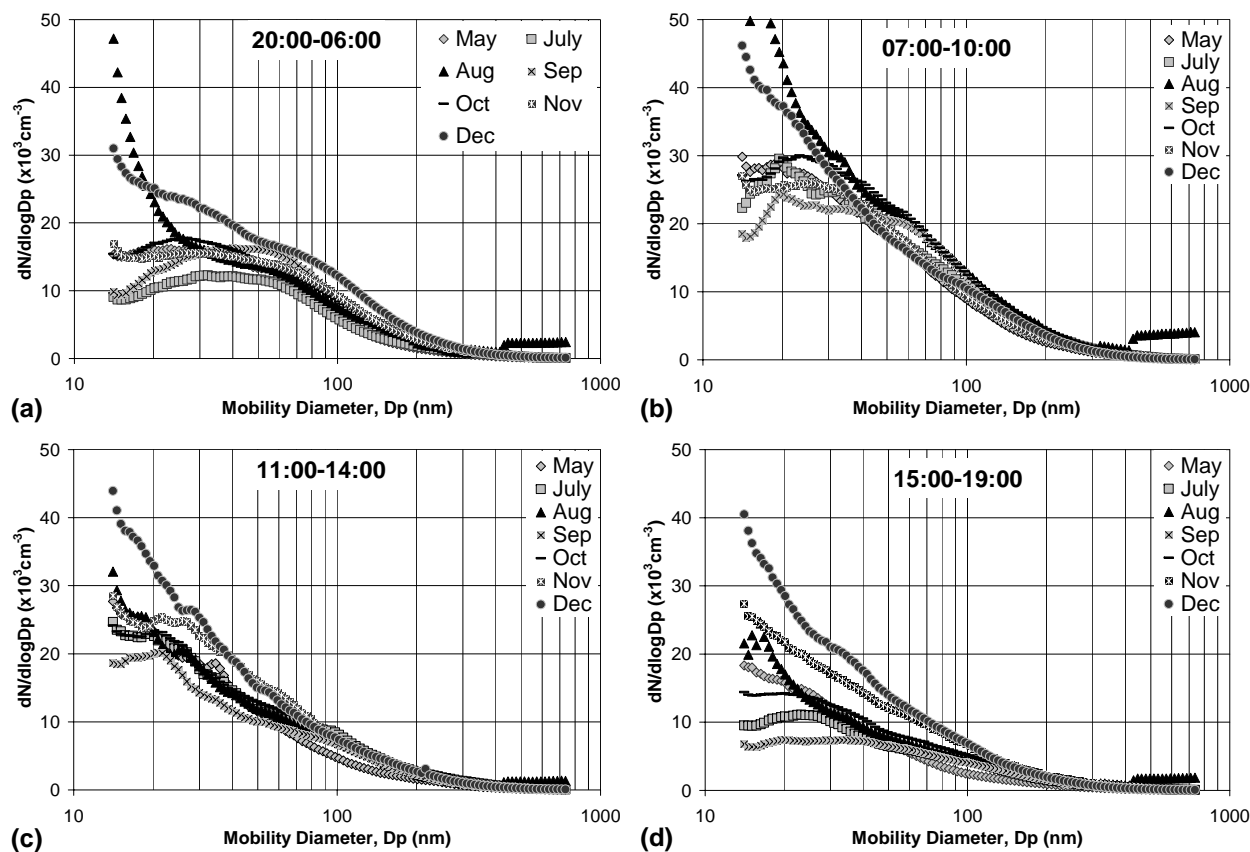 20:00-06:00
May
July
Aug
Sep
Oct
Nov
Dec
dN/dlogDp (x10³cm⁻³)
50
40
30
20
10
0
10
100
1000
Mobility Diameter, Dp (nm)
(a)
07:00-10:00
May
July
Aug
Sep
Oct
Nov
Dec
dN/dlogDp (x10³cm⁻³)
50
40
30
20
10
0
10
100
1000
Mobility Diameter, Dp (nm)
(b)
11:00-14:00
May
July
Aug
Sep
Oct
Nov
Dec
dN/dlogDp (x10³cm⁻³)
50
40
30
20
10
0
10
100
1000
Mobility Diameter, Dp (nm)
(c)
15:00-19:00
May
July
Aug
Sep
Oct
Nov
Dec
dN/dlogDp (x10³cm⁻³)
50
40
30
20
10
0
10
100
1000
Mobility Diameter, Dp (nm)
(d)